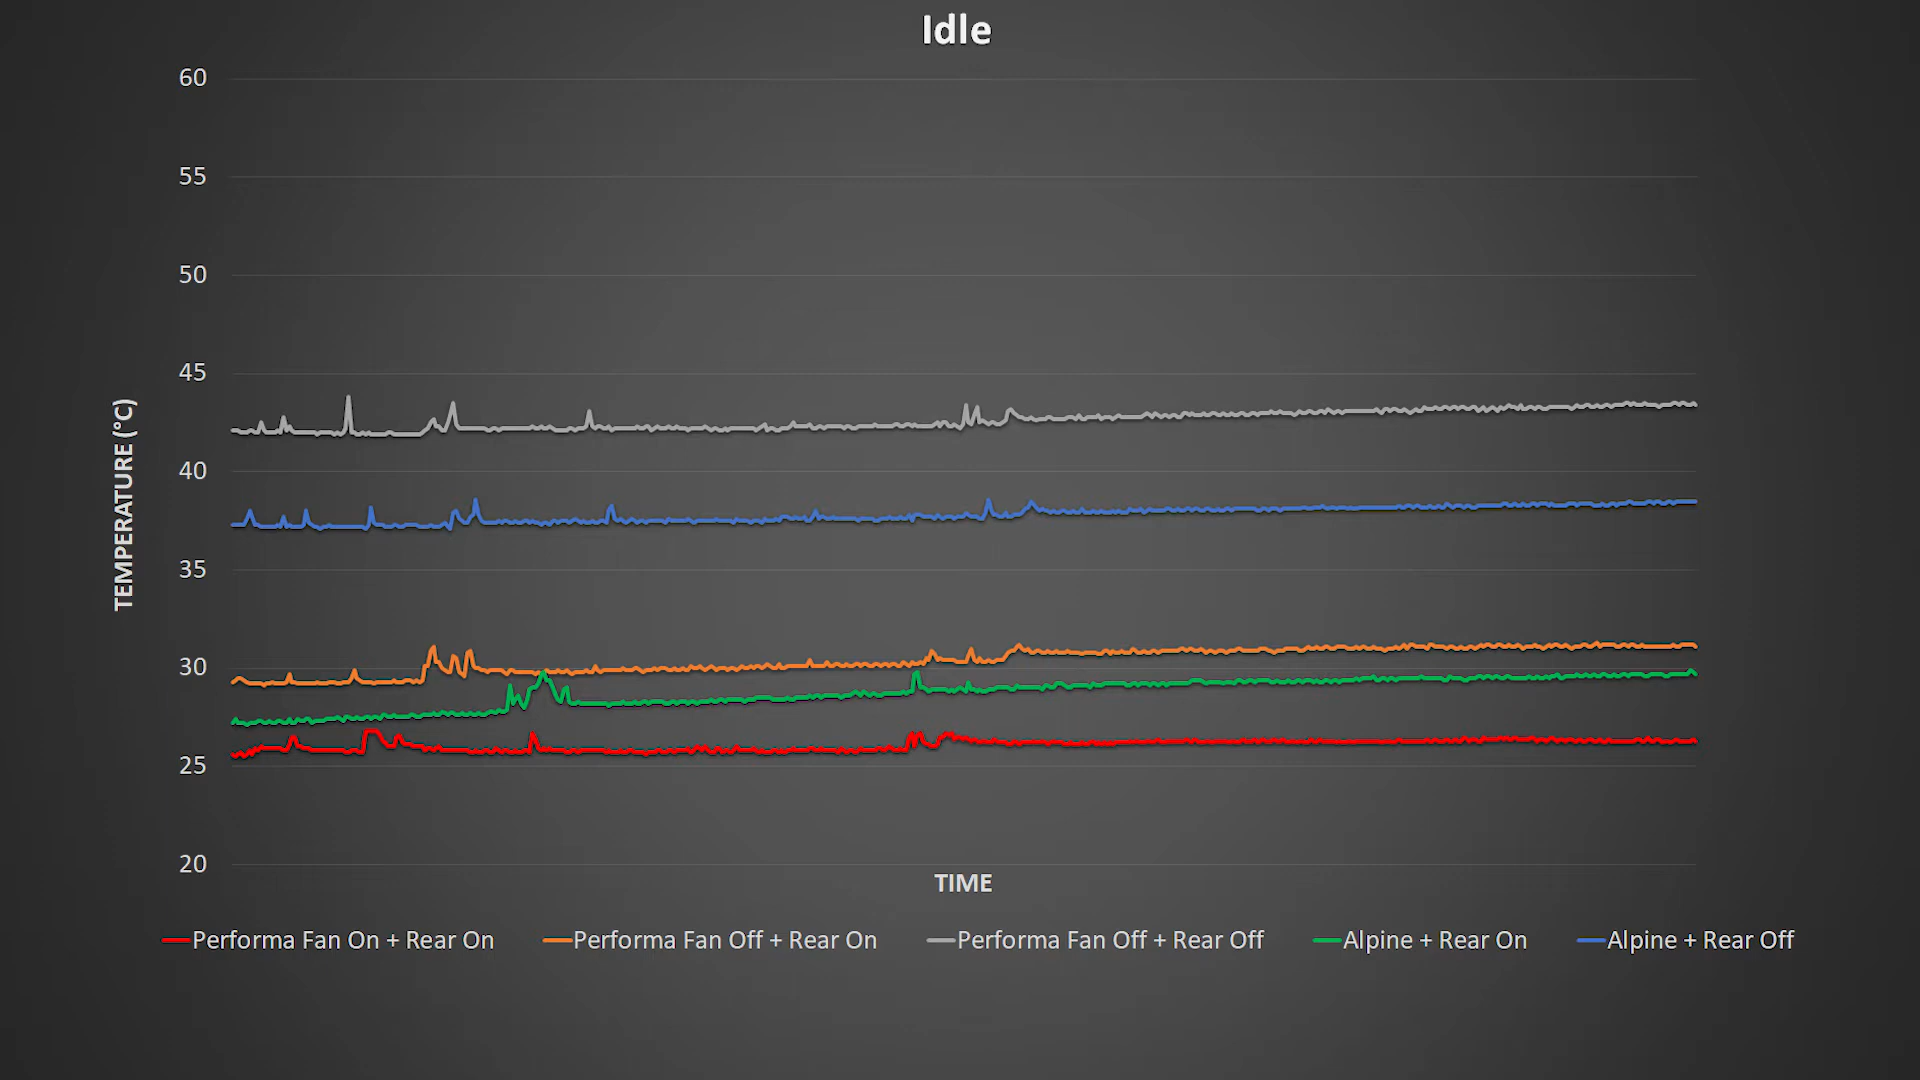 Idle
60
55
50
45
40
35
30
25
20
TEMPERATURE (°C)
TIME
Performa Fan On + Rear On
Performa Fan Off + Rear On
Performa Fan Off + Rear Off
Alpine + Rear On
Alpine + Rear Off